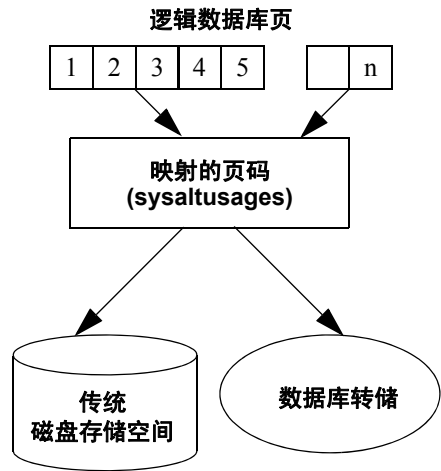 逻辑数据库页
1 2 3 4 5 n
映射的页码
(sysaltusages)
传统
磁盘存储空间
数据库转储